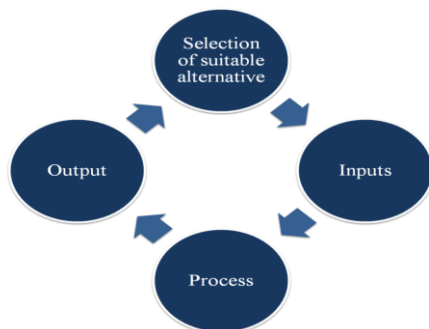 Selection
of suitable
alternative
Inputs
Process
Output